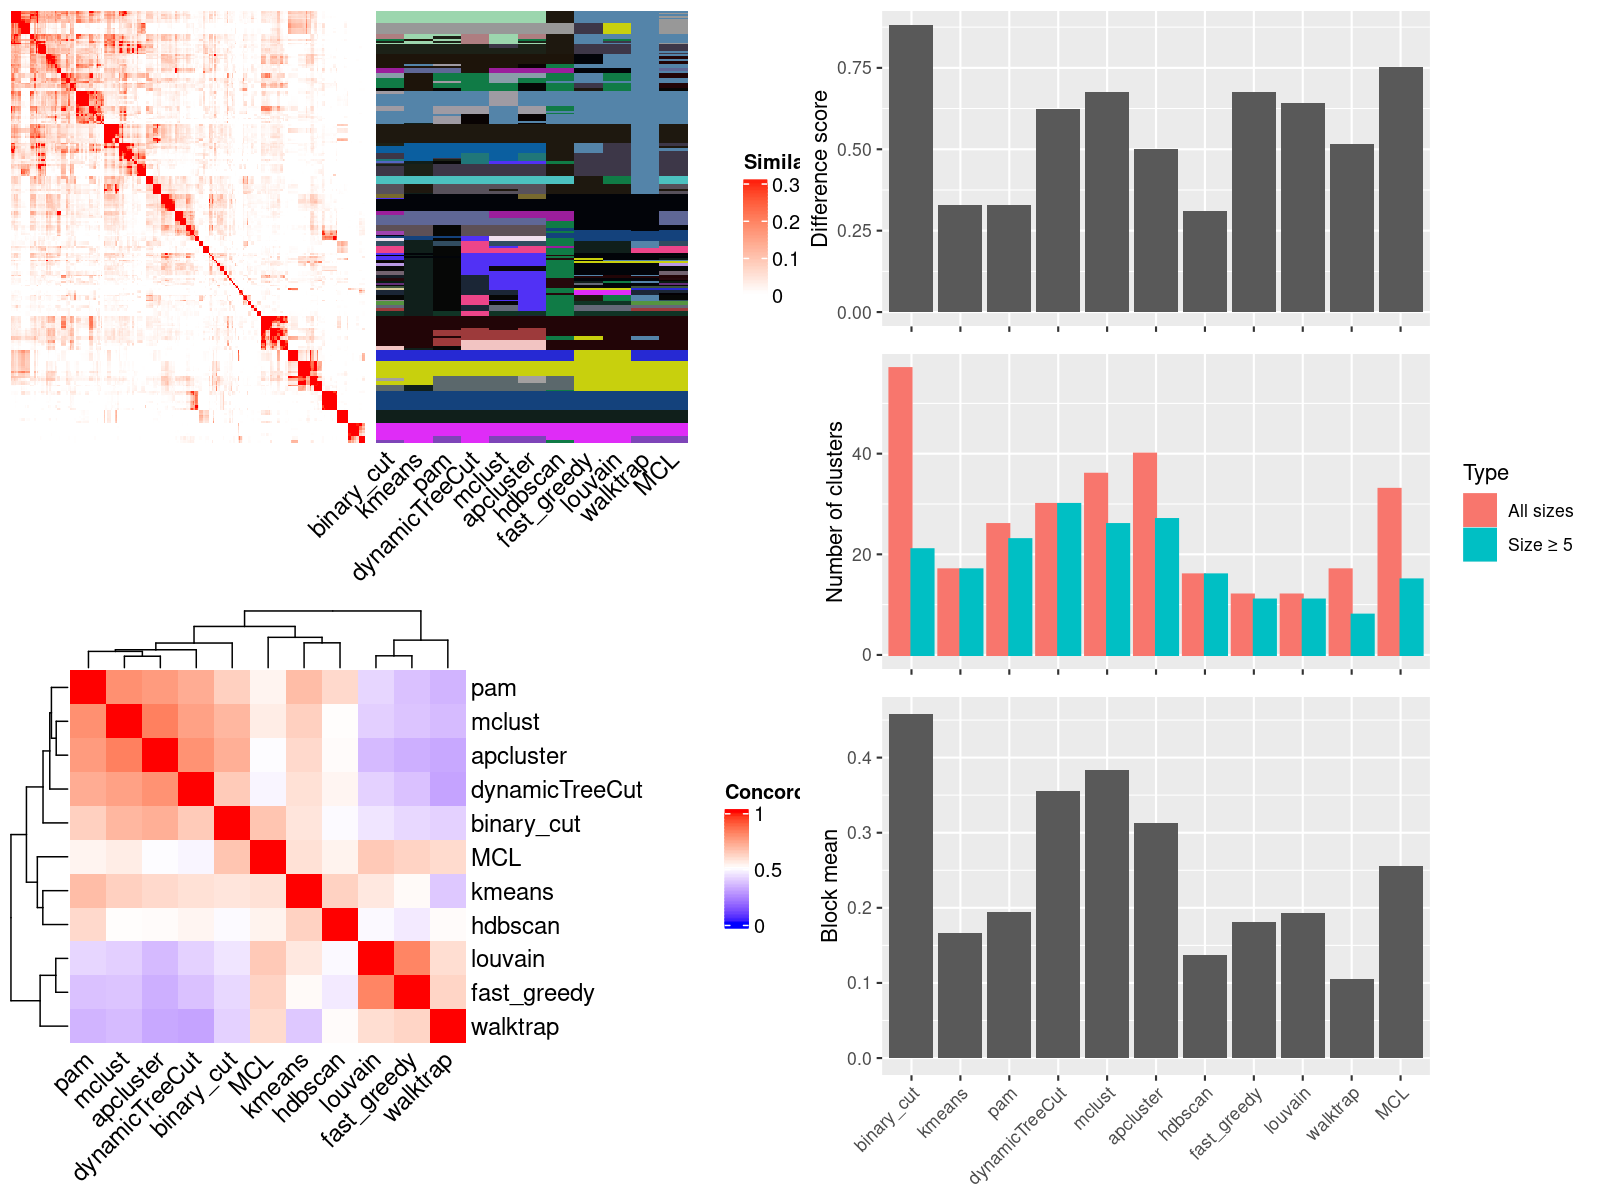 Simila
0.3
0.2
0.1
0
binary_cut
kmeans
pam
dynamicTreeCut
mclust
apcluster
hdbscan
fast_greedy
louvain
walktrap
MCL
Difference score
0.75
0.50
0.25
0.00
Number of clusters
40
20
0
Type
All sizes
Size ≥ 5
pam
mclust
apcluster
dynamicTreeCut
binary_cut
MCL
kmeans
hdbscan
louvain
fast_greedy
walktrap
pam
mclust
apcluster
dynamicTreeCut
binary_cut
MCL
kmeans
hdbscan
louvain
fast_greedy
walktrap
Concord
1
0.5
0
Block mean
0.4
0.3
0.2
0.1
0.0
binary_cut
kmeans
pam
dynamicTreeCut
mclust
apcluster
hdbscan
fast_greedy
louvain
walktrap
MCL